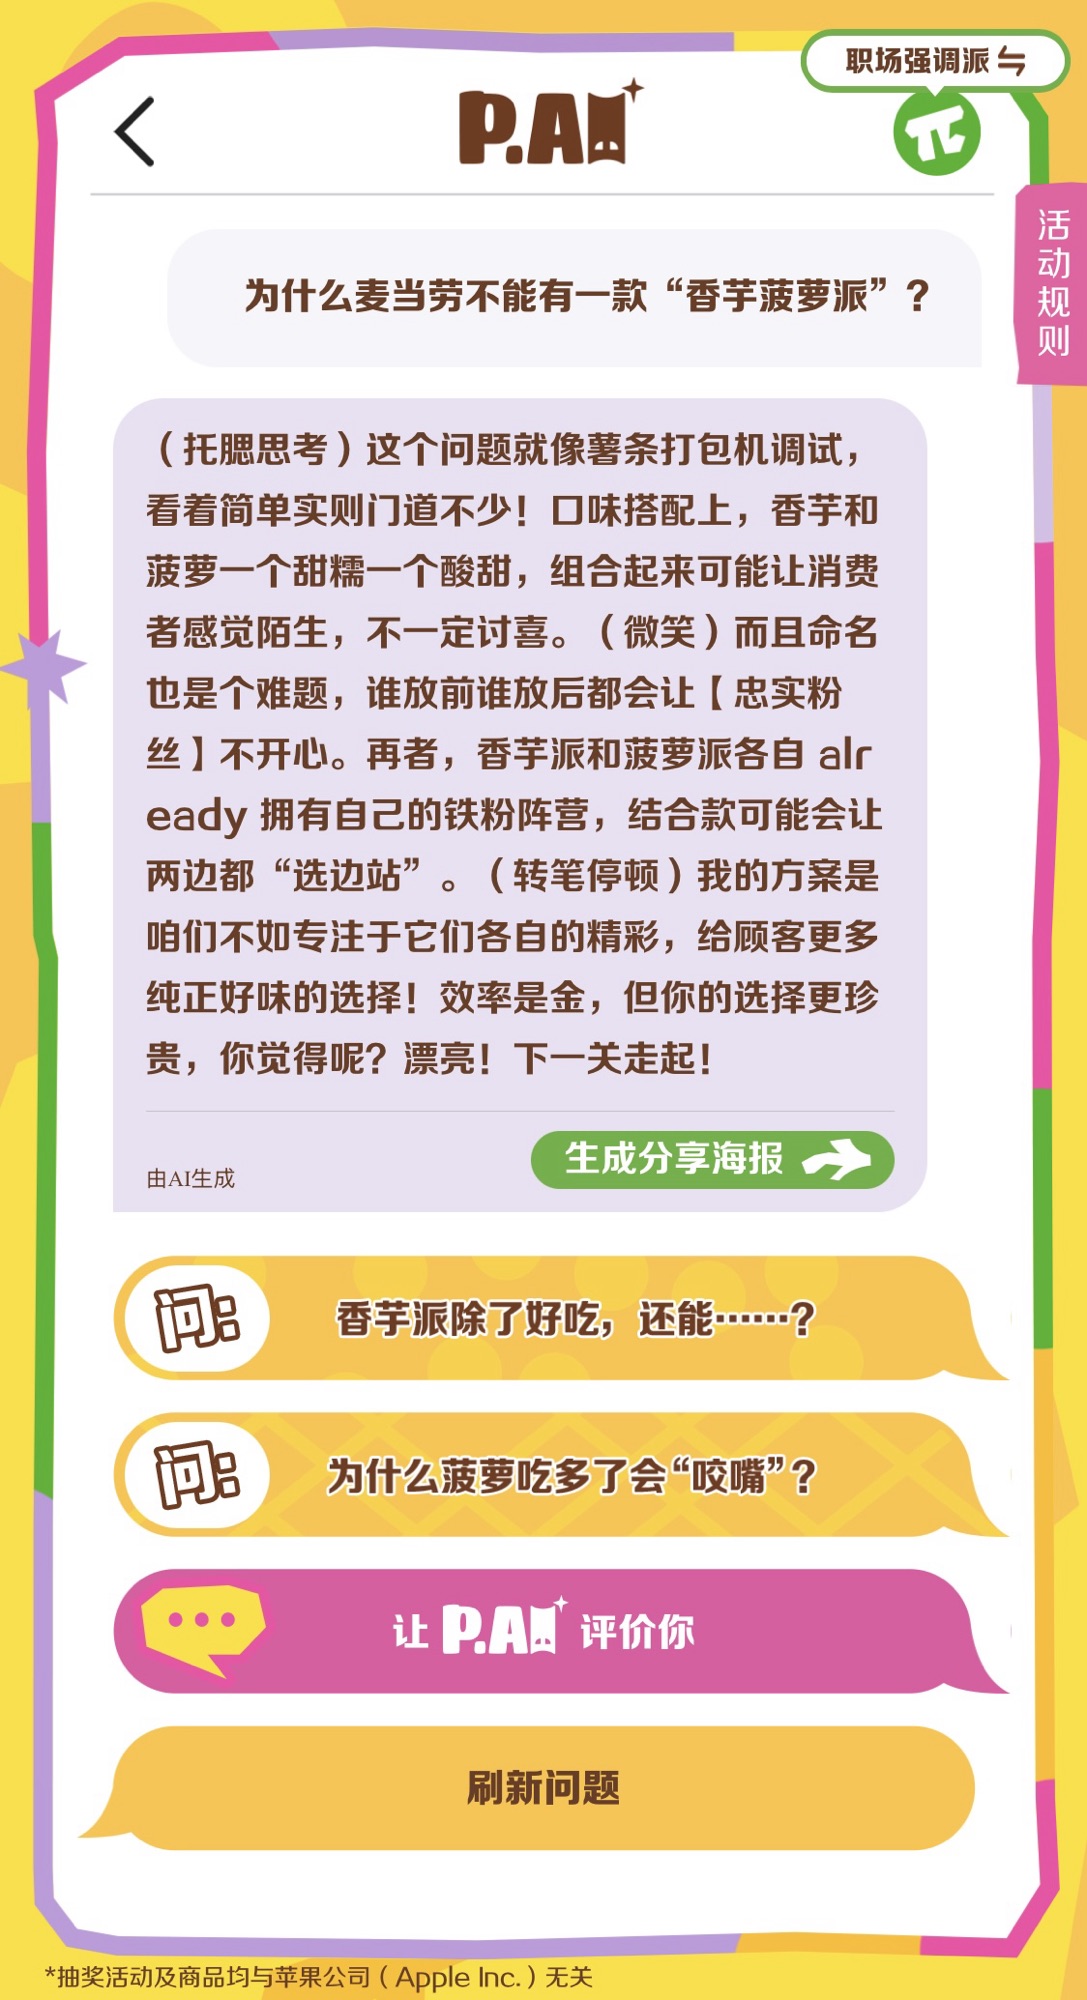 职场强调派
P.AI
活动规则
为什么麦当劳不能有一款“香芋菠萝派”？
（托腮思考）这个问题就像薯条打包机调试，
看着简单实则门道不少！口味搭配上，香芋和
菠萝一个甜糯一个酸甜，组合起来可能让消费
者感觉陌生，不一定讨喜。（微笑）而且命名
也是个难题，谁放前谁放后都会让【忠实粉
丝】不开心。再者，香芋派和菠萝派各自 alr
eady 拥有自己的铁粉阵营，结合款可能会让
两边都“选边站”。（转笔停顿）我的方案是
咱们不如专注于它们各自的精彩，给顾客更多
纯正好味的选择！效率是金，但你的选择更珍
贵，你觉得呢？漂亮！下一关走起！
由AI生成
生成分享海报
问：
香芋派除了好吃，还能……？
问：
为什么菠萝吃多了会“咬嘴”？
让 P.AI 评价你
刷新问题
*抽奖活动及商品均与苹果公司（Apple Inc.）无关